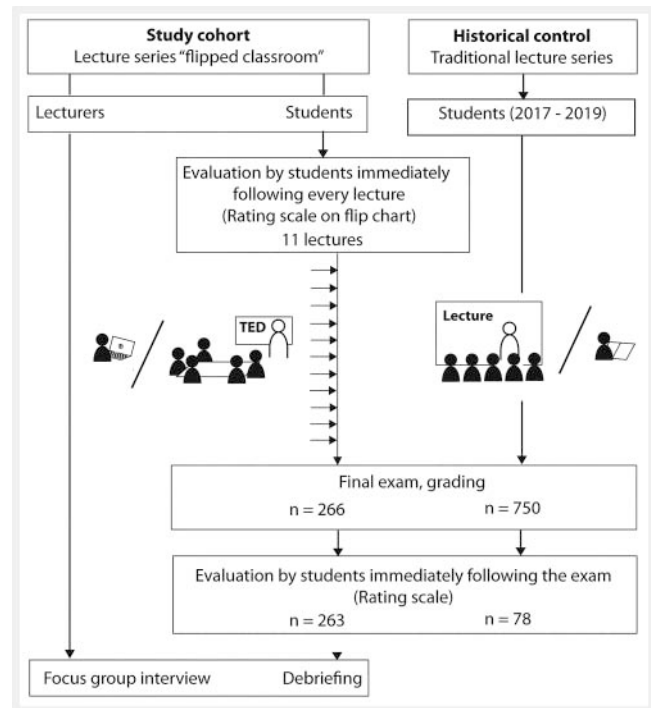 Study cohort
Lecture series “flipped classroom”
Historical control
Traditional lecture series
Lecturers
Students
Students (2017 - 2019)
Evaluation by students immediately
following every lecture
(Rating scale on flip chart)
11 lectures
TED
Lecture
Final exam, grading
n = 266
n = 750
Evaluation by students immediately following the exam
(Rating scale)
n = 263
n = 78
Focus group interview
Debriefing